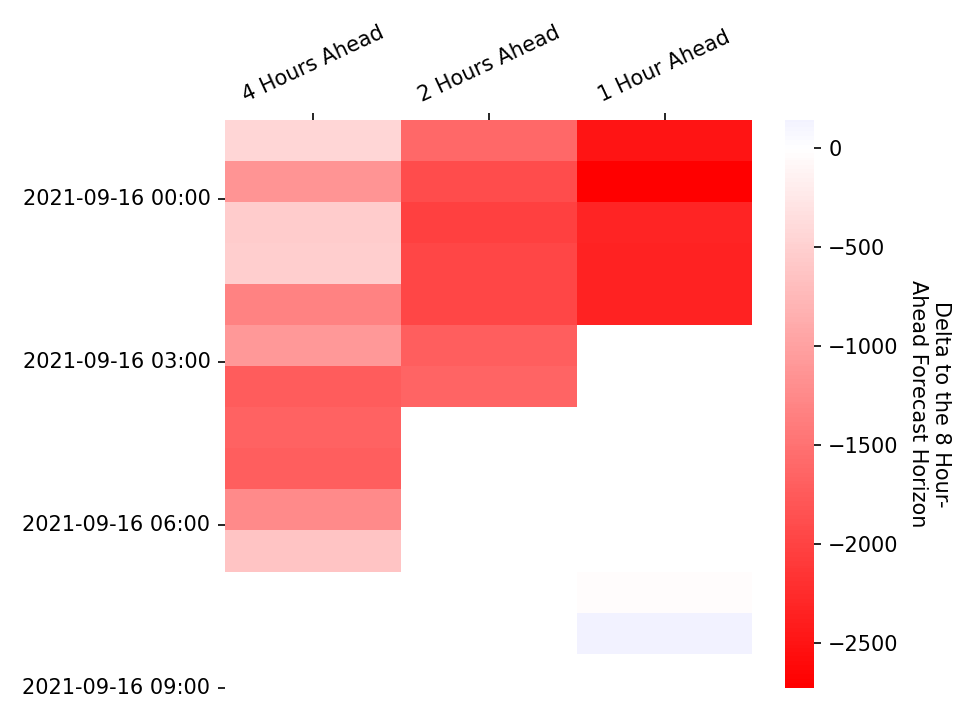 4 Hours Ahead
2 Hours Ahead
1 Hour Ahead
2021-09-16 00:00
2021-09-16 03:00
2021-09-16 06:00
2021-09-16 09:00
0
−500
−1000
−1500
−2000
−2500
Delta to the 8 Hour-
Ahead Forecast Horizon